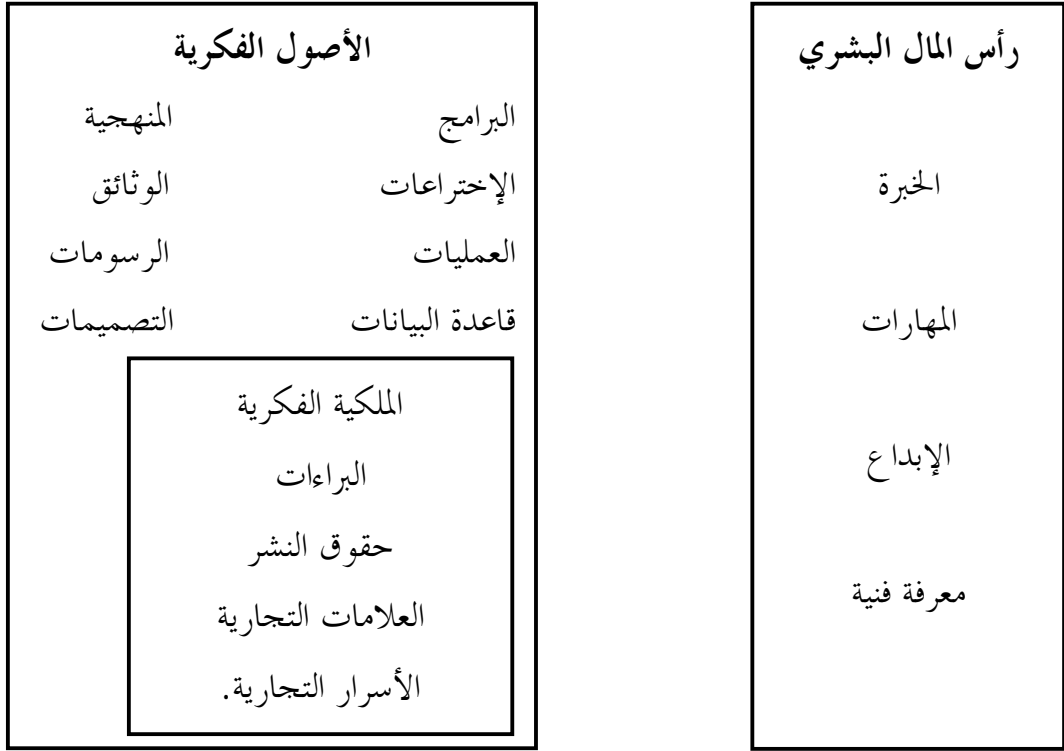 رأس المال البشري
الخبرة
المهارات
الإبداع
معرفة فنية
الأصول الفكرية
البرامج المنهجية
الإختراعات الوثائق
العمليات الرسومات
قاعدة البيانات التصميمات
الملكية الفكرية
البراءات
حقوق النشر
العلامات التجارية
الأسرار التجارية.